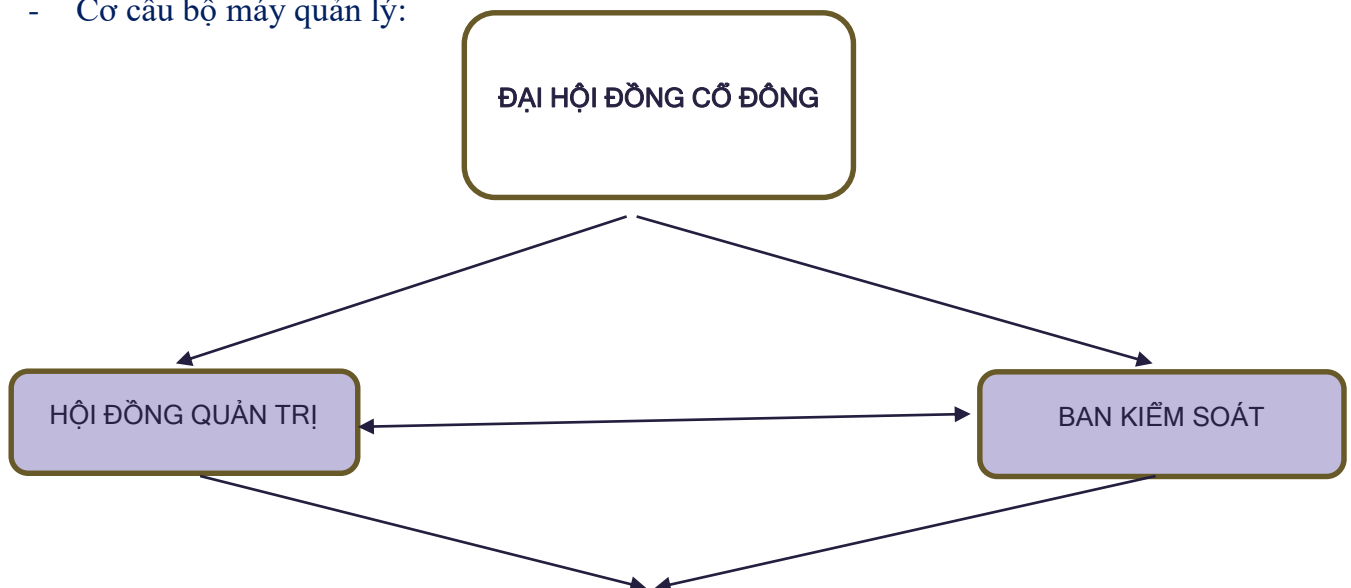 - Cơ cấu bộ máy quản lý:
ĐẠI HỘI ĐỒNG CỔ ĐÔNG
HỘI ĐỒNG QUẢN TRỊ
BAN KIỂM SOÁT